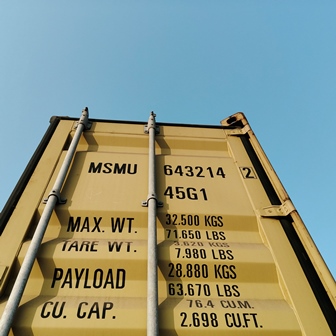 MSMU 643214 2
45G1
MAX. WT. 32.500 KGS
71.650 LBS
TARE WT. 3.620 KGS
7.980 LBS
PAYLOAD 28.880 KGS
63.670 LBS
CU. CAP. 76.4 CU.M.
2.698 CU.FT.